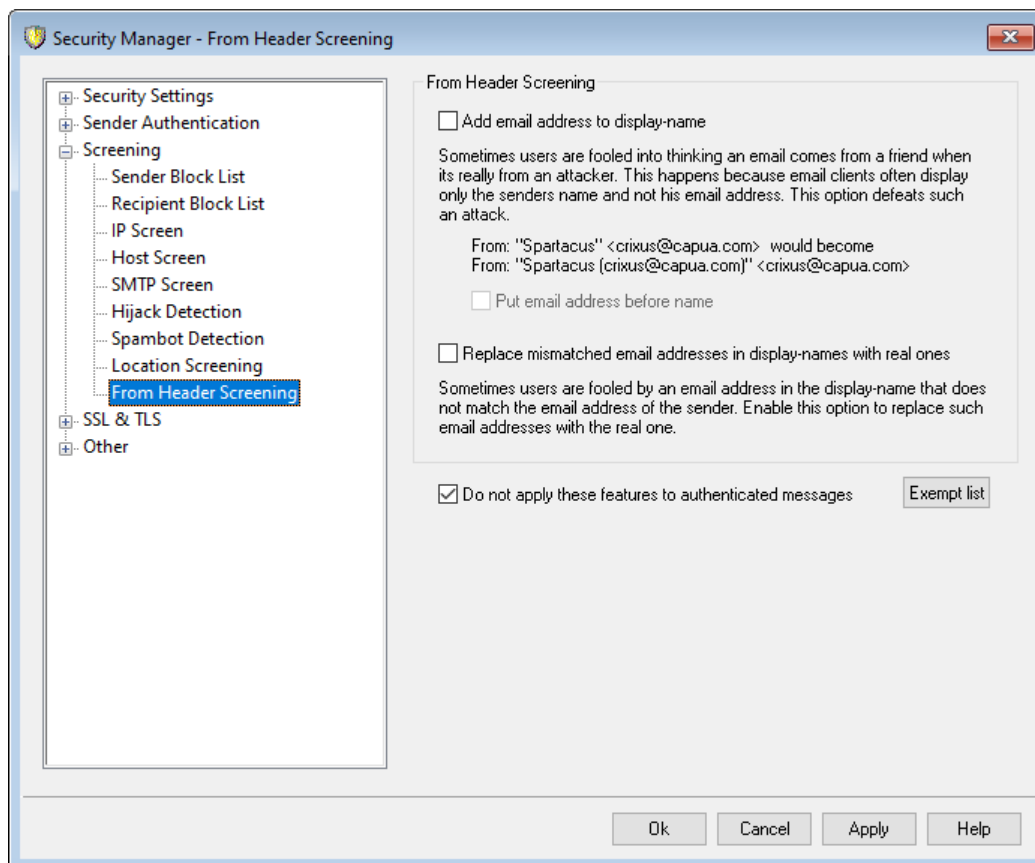 Security Manager - From Header Screening
Security Settings
Sender Authentication
Screening
Sender Block List
Recipient Block List
IP Screen
Host Screen
SMTP Screen
Hijack Detection
Spambot Detection
Location Screening
From Header Screening
SSL & TLS
Other
From Header Screening
Add email address to display-name
Sometimes users are fooled into thinking an email comes from a friend when
its really from an attacker. This happens because email clients often display
only the senders name and not his email address. This option defeats such
an attack.
From: "Spartacus" <crixus@capua.com> would become
From: "Spartacus (crixus@capua.com)" <crixus@capua.com>
Put email address before name
Replace mismatched email addresses in display-names with real ones
Sometimes users are fooled by an email address in the display-name that does
not match the email address of the sender. Enable this option to replace such
email addresses with the real one.
Do not apply these features to authenticated messages
Exempt list
Ok
Cancel
Apply
Help